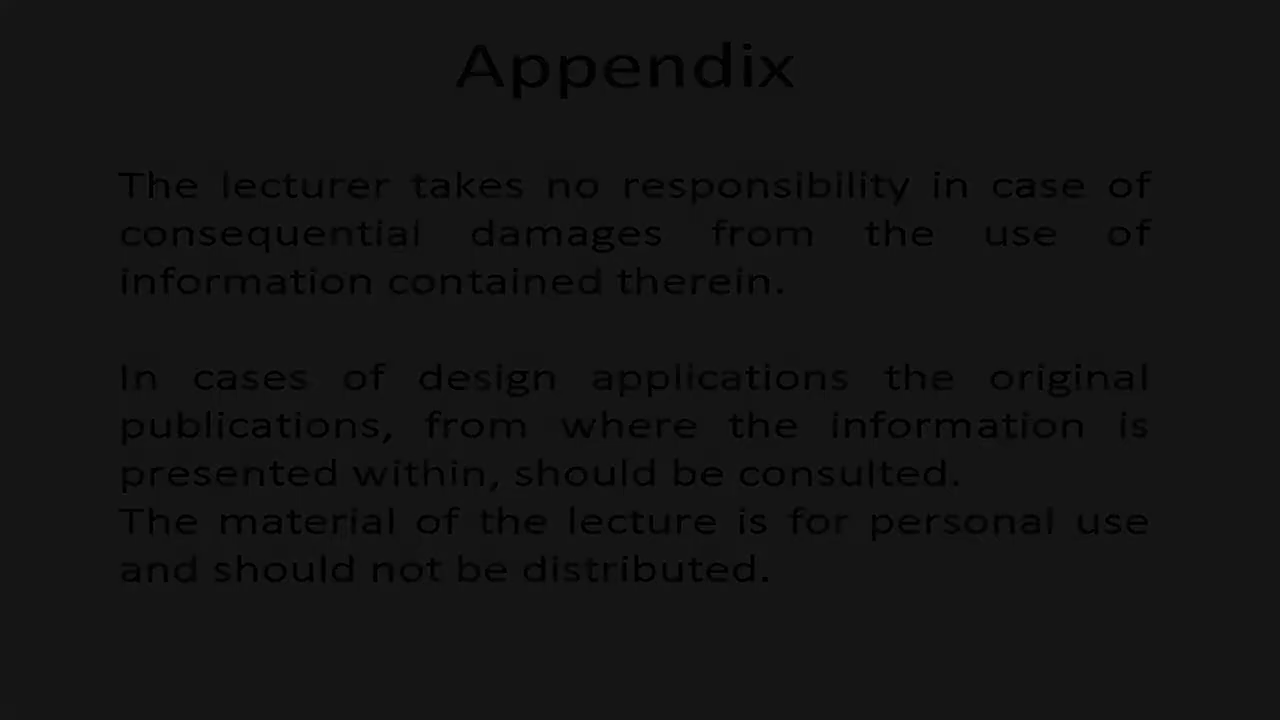 Appendix
The lecturer takes no responsibility in case of
consequential damages from the use of
information contained therein.
In cases of design applications the original
publications, from where the information is
presented within, should be consulted.
The material of the lecture is for personal use
and should not be distributed.